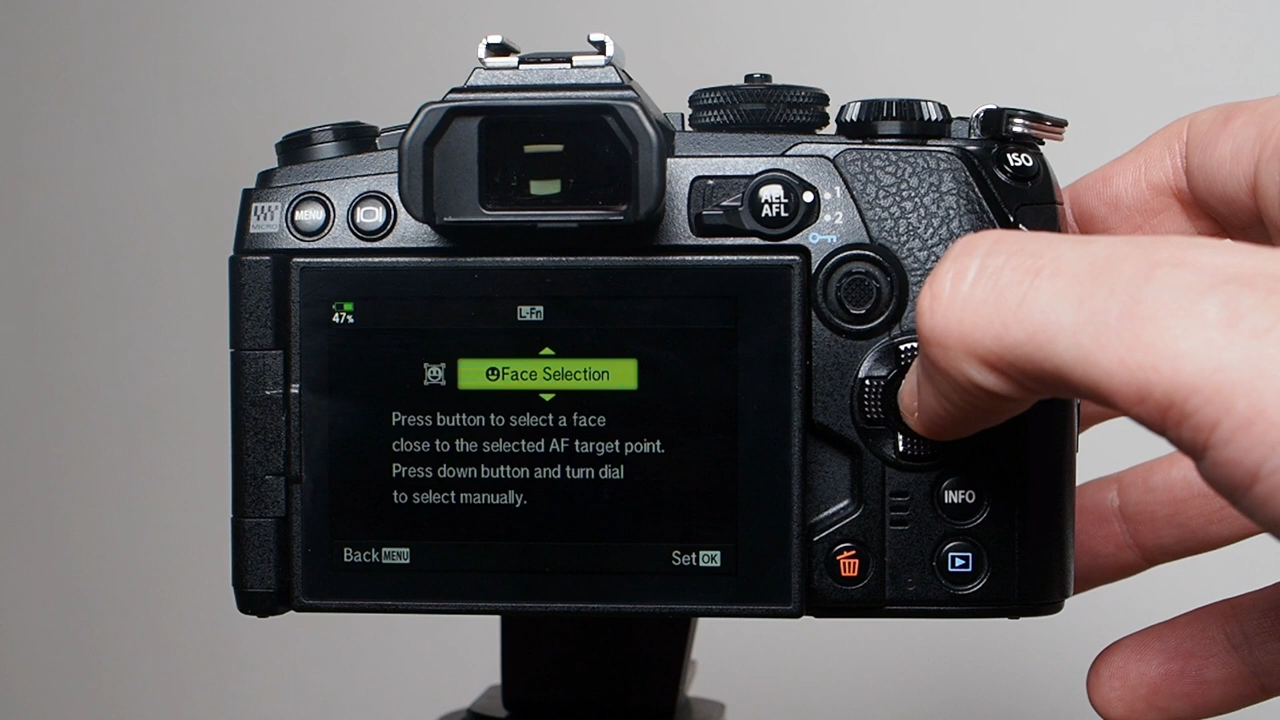 ISO
AEL
AFL
1
2
MENU
MICRO
47%
L-Fn
Face Selection
Press button to select a face
close to the selected AF target point.
Press down button and turn dial
to select manually.
Back MENU
Set OK
INFO